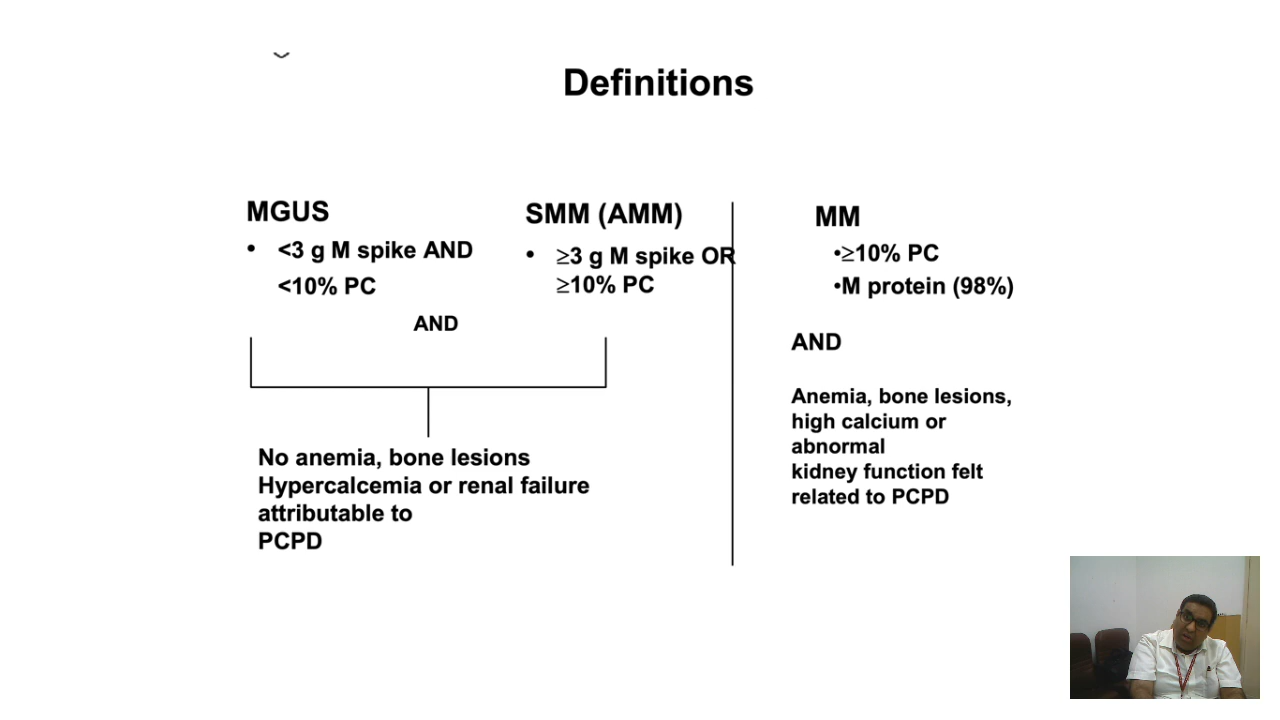 Definitions
MGUS
• <3 g M spike AND
<10% PC
SMM (AMM)
• ≥3 g M spike OR
≥10% PC
AND
No anemia, bone lesions
Hypercalcemia or renal failure
attributable to
PCPD
MM
•≥10% PC
•M protein (98%)
AND
Anemia, bone lesions,
high calcium or
abnormal
kidney function felt
related to PCPD